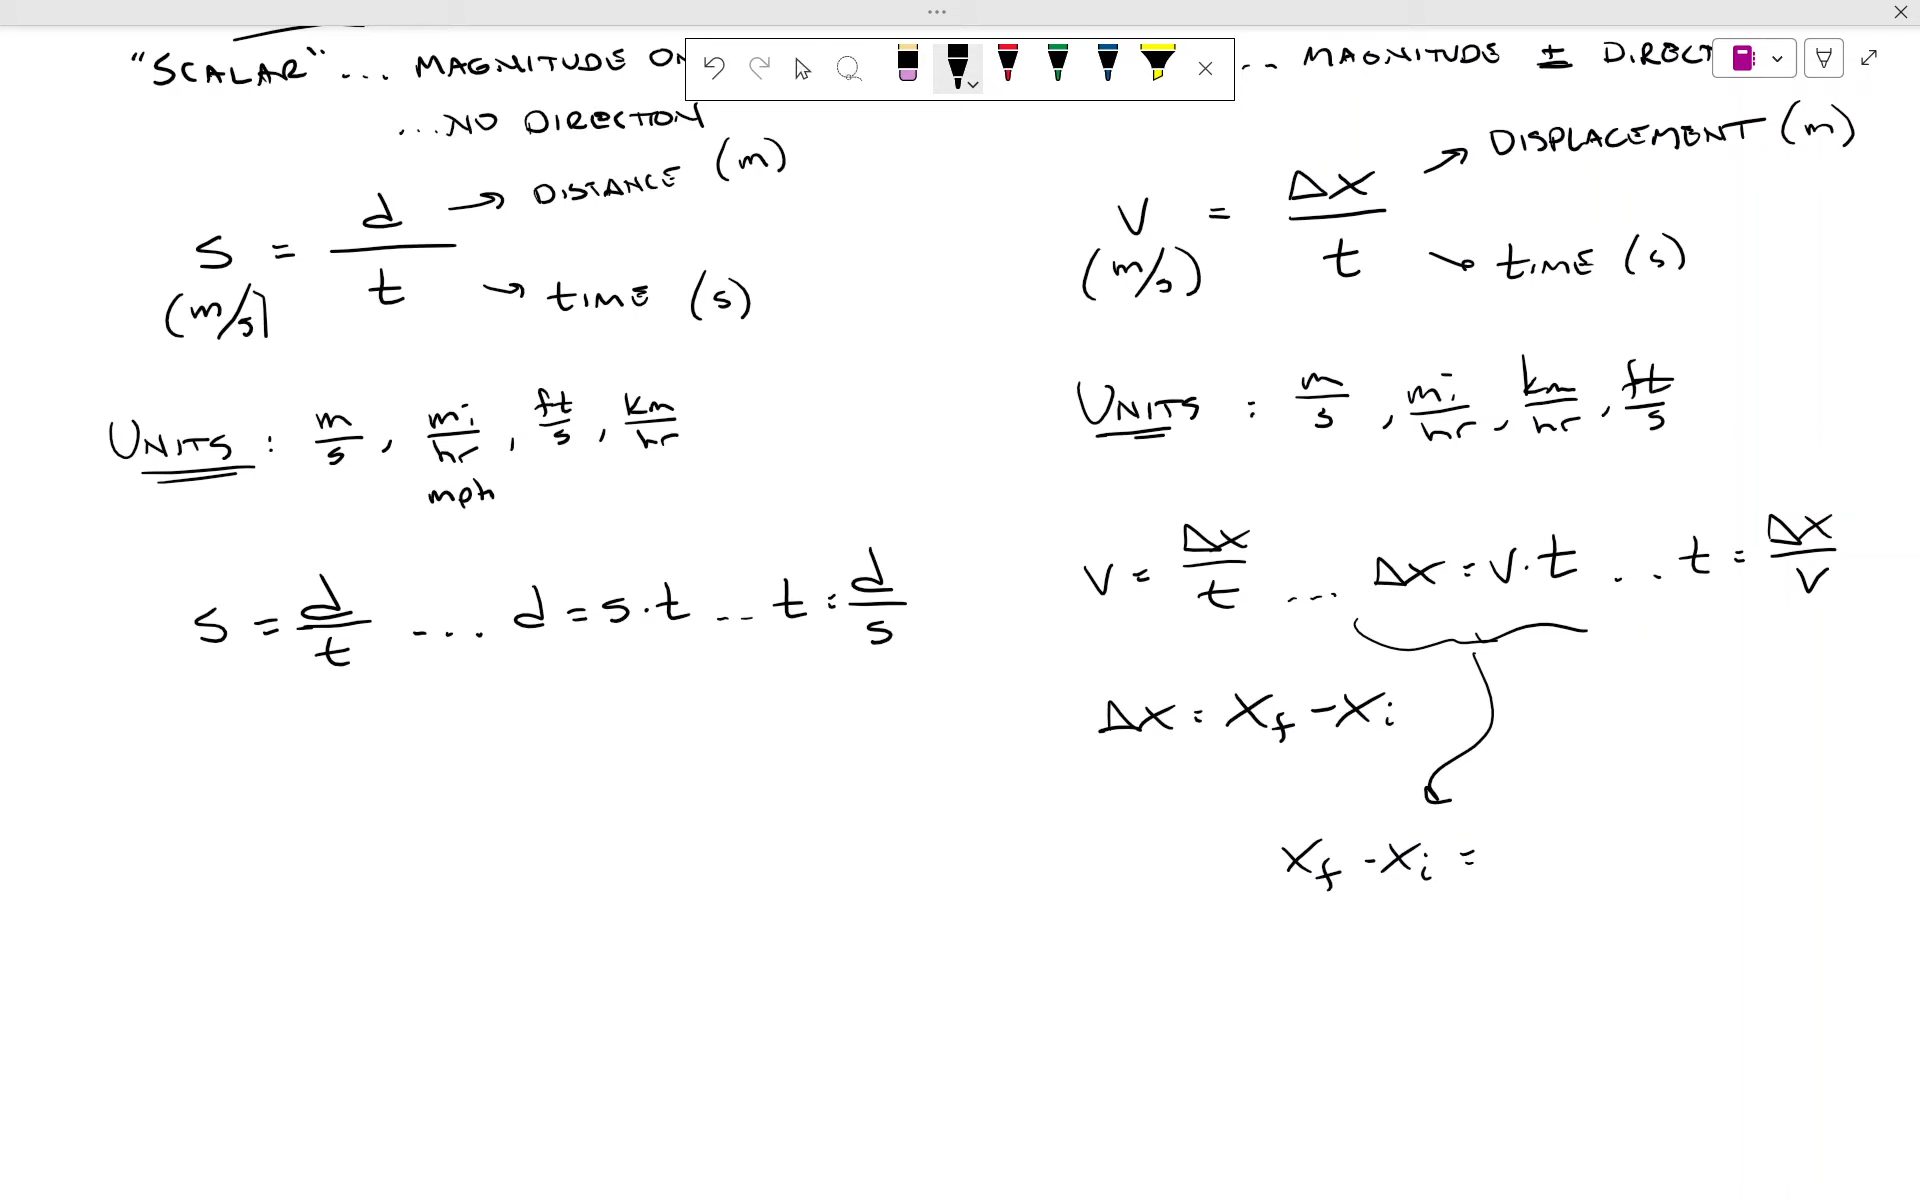 "SCALAR" ... MAGNITUDE
...NO DIRECTION
s = d/t
→ DISTANCE (m)
(m/s)
→ TIME (s)
UNITS : m/s , mi/hr , ft/s , km/hr
mph
s = d/t .... d = s·t ... t = d/s
... MAGNITUDE ± DIRECT
v = Δx/t
→ DISPLACEMENT (m)
(m/s)
→ TIME (s)
UNITS : m/s , mi/hr , km/hr , ft/s
v = Δx/t ... Δx = v·t ... t = Δx/v
Δx = xf - xi
xf - xi =